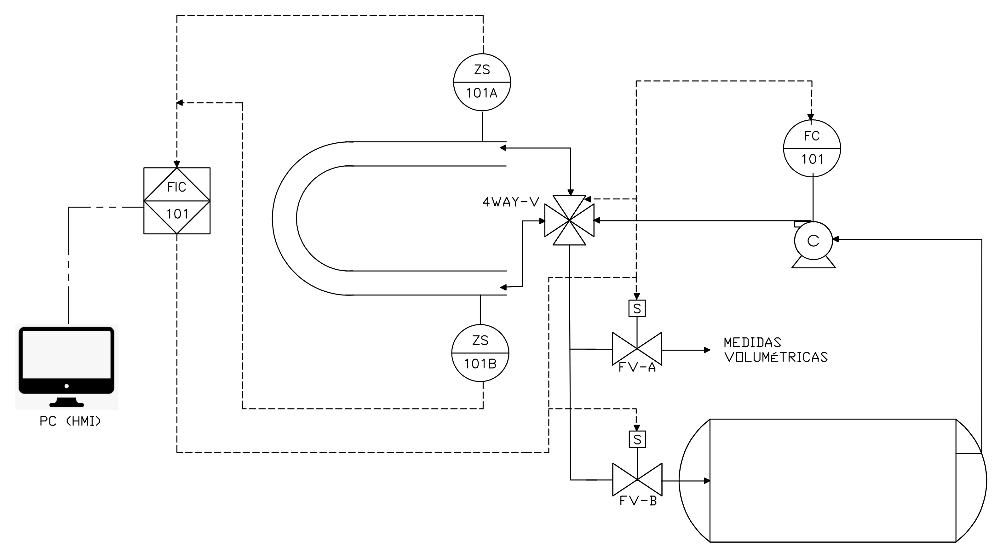 ZS
101A
FC
101
FIC
101
4WAY-V
C
S
ZS
101B
MEDIDAS
VOLUMÉTRICAS
FV-A
PC (HMI)
S
FV-B